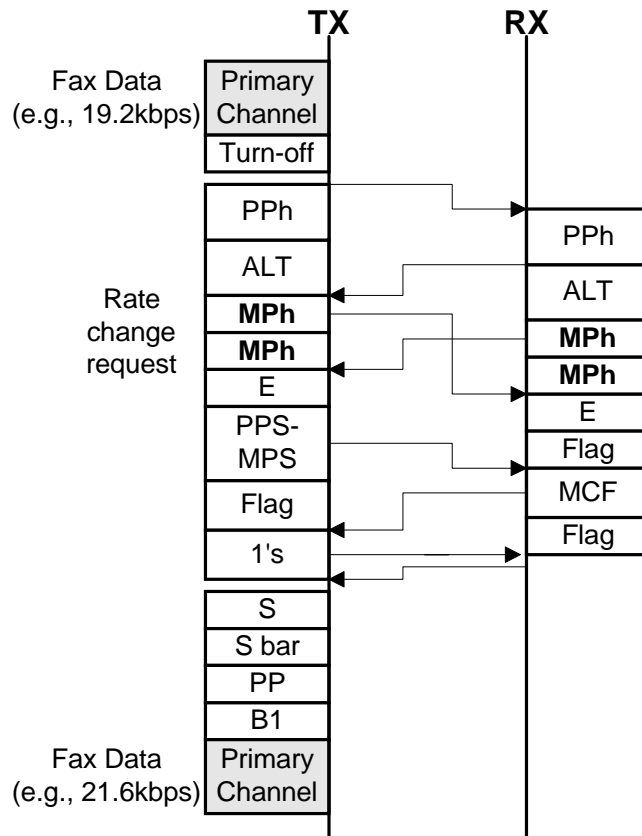 TX
RX
Fax Data
(e.g., 19.2kbps)
Primary
Channel
Turn-off
Rate
change
request
PPh
ALT
MPh
MPh
E
PPS-
MPS
Flag
1's
PPh
ALT
MPh
MPh
E
Flag
MCF
Flag
S
S bar
PP
B1
Fax Data
(e.g., 21.6kbps)
Primary
Channel